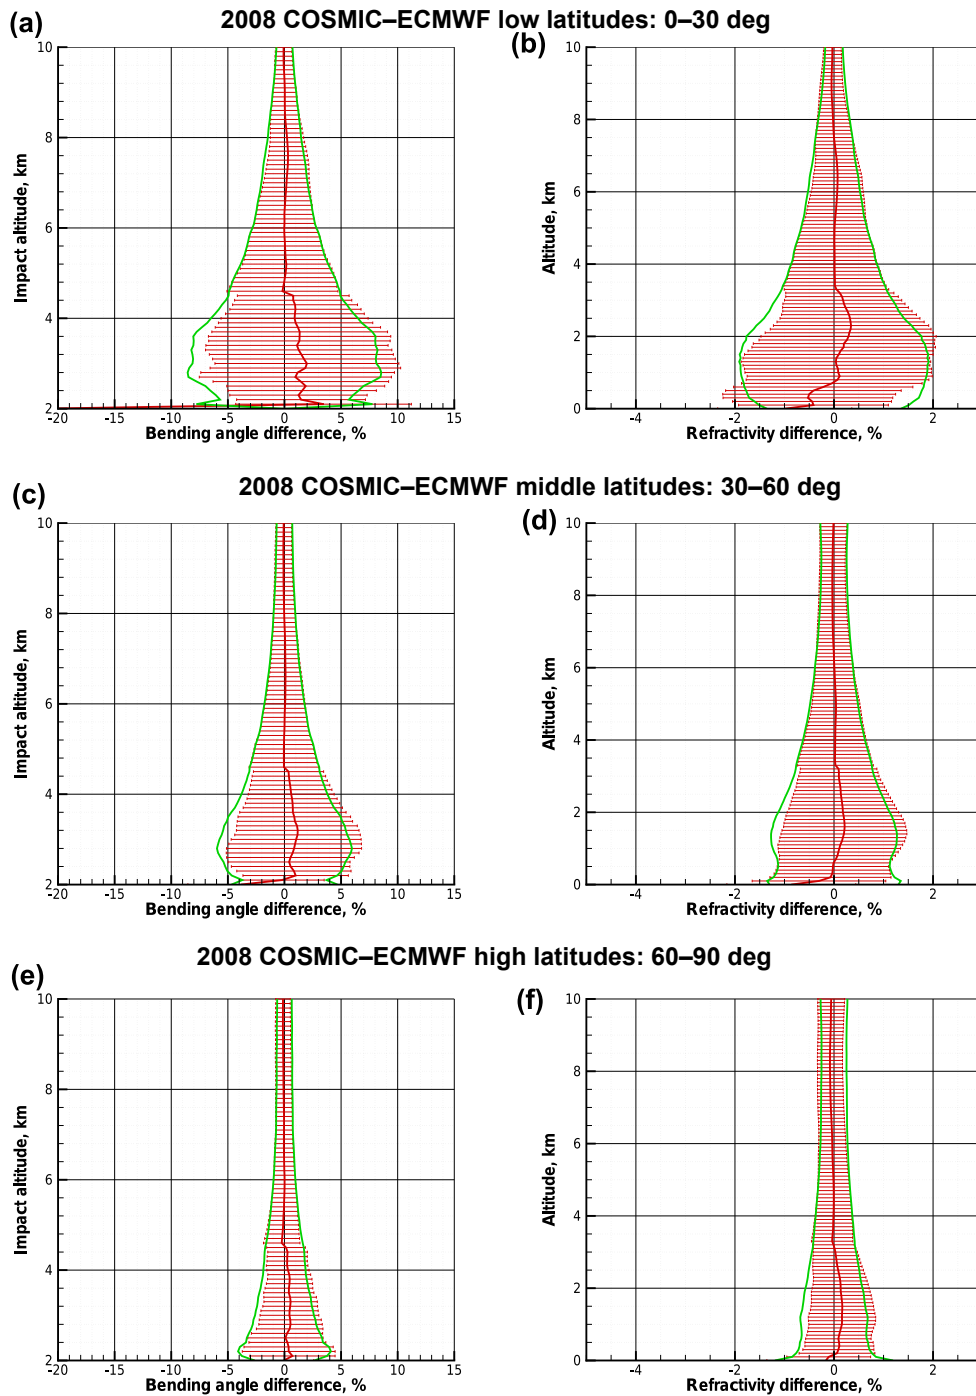 (a)
2008 COSMIC–ECMWF low latitudes: 0–30 deg
(b)
10
8
6
4
2
Impact altitude, km
-20 -15 -10 -5 0 5 10 15
Bending angle difference, %
10
8
6
4
2
0
Altitude, km
-4 -2 0 2
Refractivity difference, %
(c)
2008 COSMIC–ECMWF middle latitudes: 30–60 deg
(d)
10
8
6
4
2
Impact altitude, km
-20 -15 -10 -5 0 5 10 15
Bending angle difference, %
10
8
6
4
2
0
Altitude, km
-4 -2 0 2
Refractivity difference, %
2008 COSMIC–ECMWF high latitudes: 60–90 deg
(e)
(f)
10
8
6
4
2
Impact altitude, km
-20 -15 -10 -5 0 5 10 15
Bending angle difference, %
10
8
6
4
2
0
Altitude, km
-4 -2 0 2
Refractivity difference, %